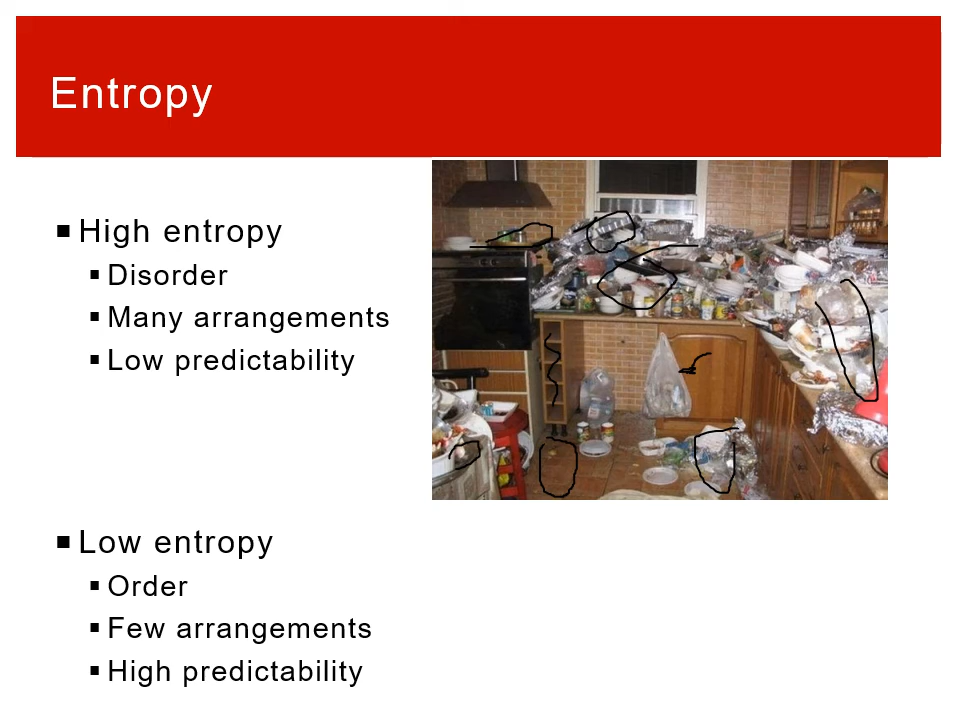 Entropy
High entropy
Disorder
Many arrangements
Low predictability
Low entropy
Order
Few arrangements
High predictability